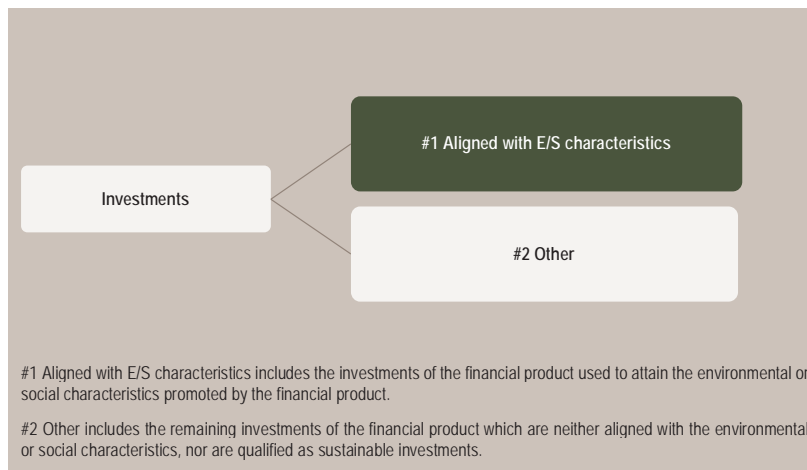 #1 Aligned with E/S characteristics
Investments
#2 Other
#1 Aligned with E/S characteristics includes the investments of the financial product used to attain the environmental or
social characteristics promoted by the financial product.
#2 Other includes the remaining investments of the financial product which are neither aligned with the environmental
or social characteristics, nor are qualified as sustainable investments.